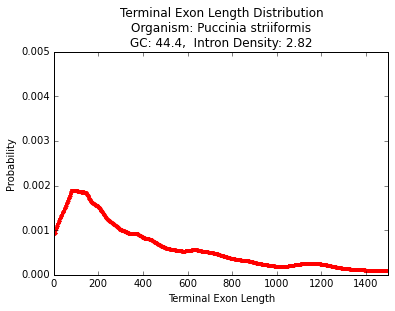 Terminal Exon Length Distribution
Organism: Puccinia striiformis
GC: 44.4,  Intron Density: 2.82
0.005
0.004
0.003
0.002
0.001
0.000
Probability
0 200 400 600 800 1000 1200 1400
Terminal Exon Length